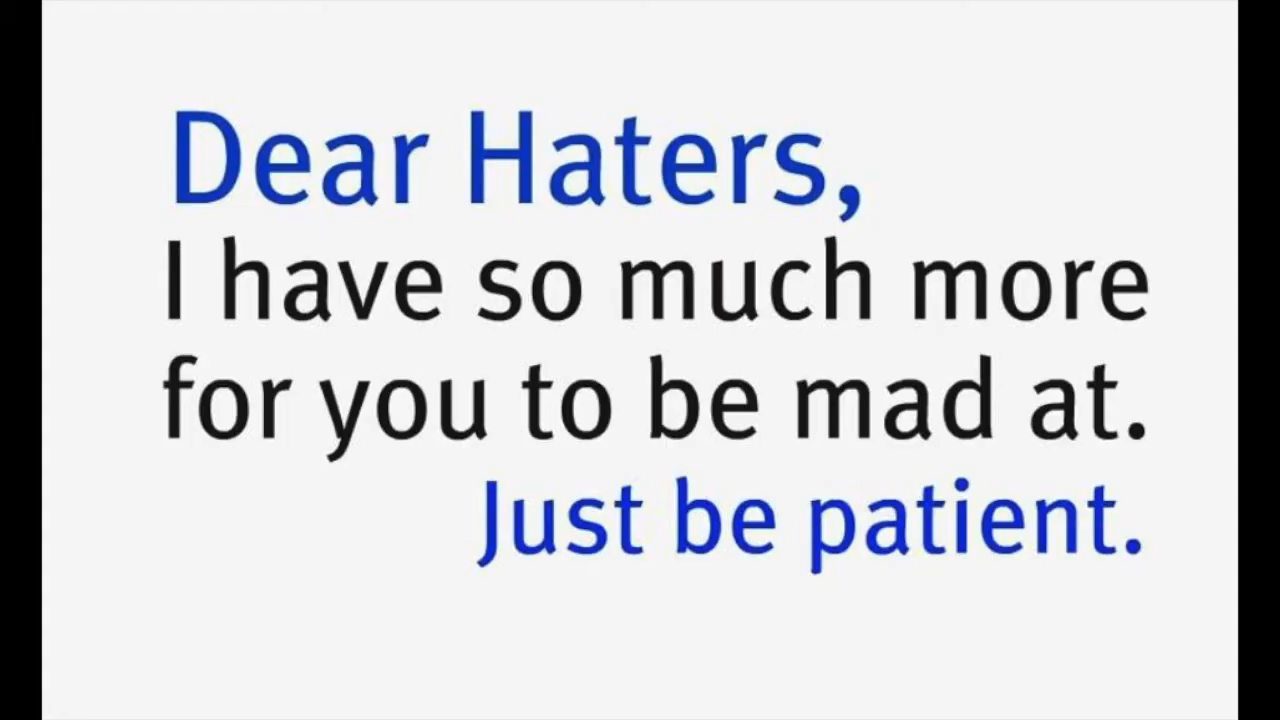 Dear Haters,
I have so much more
for you to be mad at.
Just be patient.